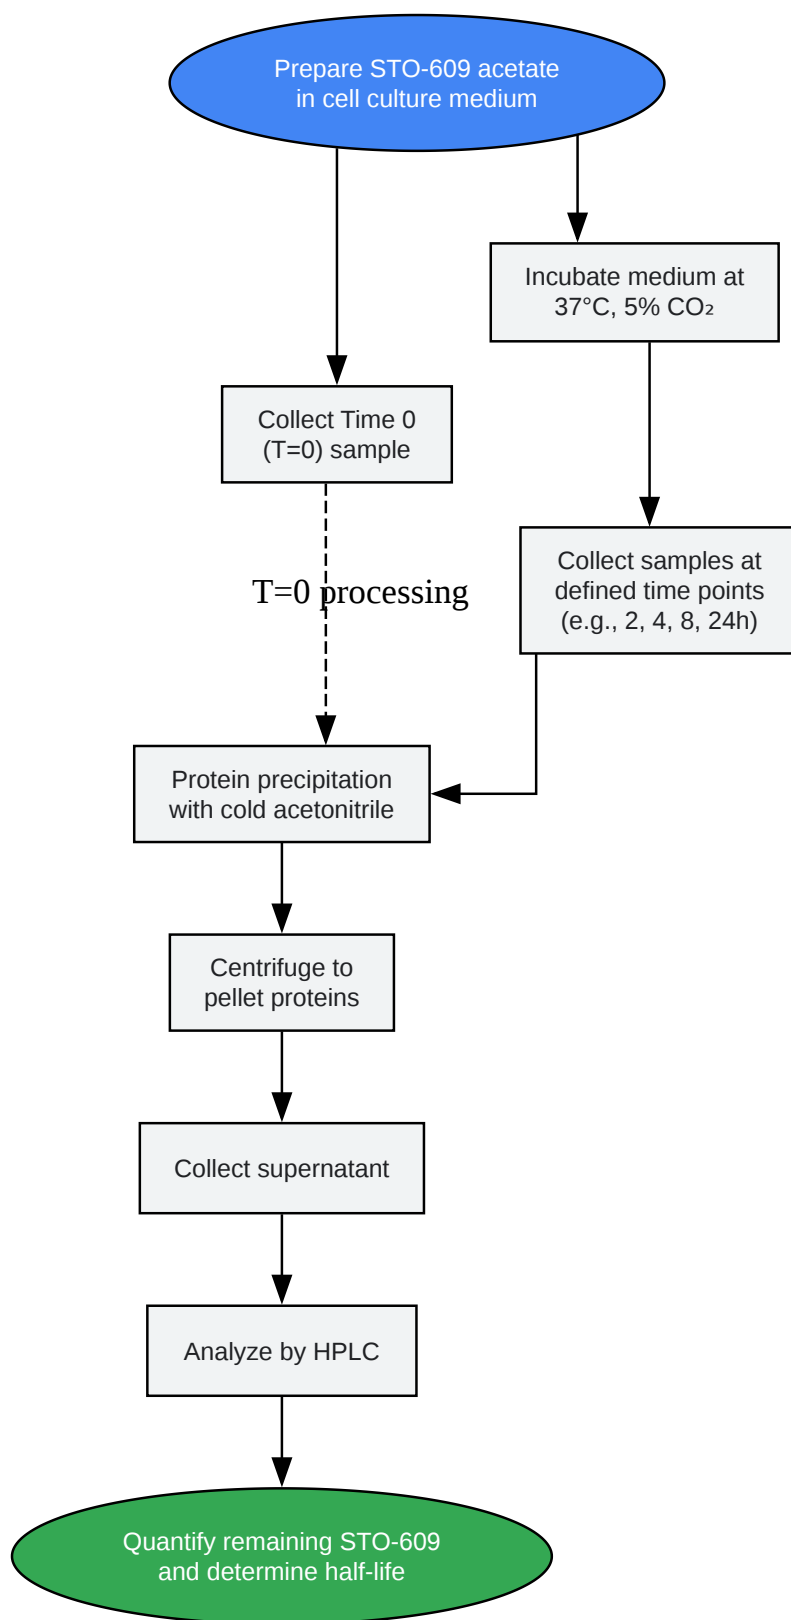 Prepare STO-609 acetate
in cell culture medium
Incubate medium at
37°C, 5% CO₂
Collect Time 0
(T=0) sample
Collect samples at
defined time points
(e.g., 2, 4, 8, 24h)
T=0 processing
Protein precipitation
with cold acetonitrile
Centrifuge to
pellet proteins
Collect supernatant
Analyze by HPLC
Quantify remaining STO-609
and determine half-life